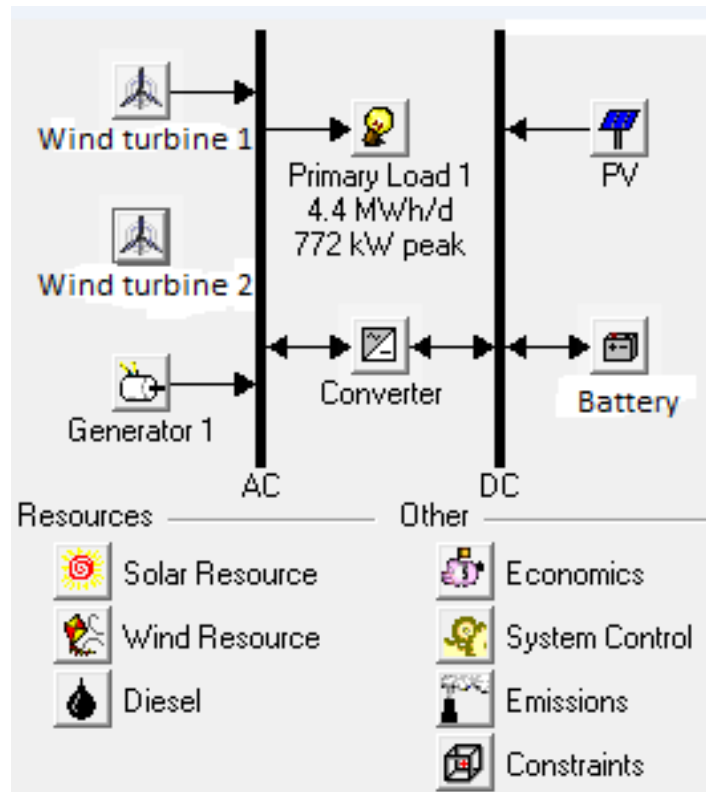 Wind turbine 1
Primary Load 1
4.4 MWh/d
772 kW peak
PV
Wind turbine 2
Generator 1
Converter
Battery
AC
DC
Resources
Solar Resource
Wind Resource
Diesel
Other
Economics
System Control
Emissions
Constraints